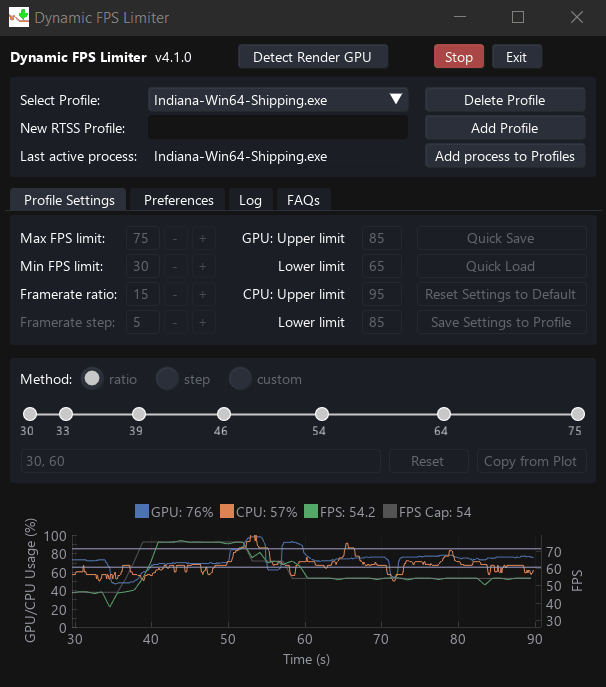 Dynamic FPS Limiter
Dynamic FPS Limiter v4.1.0 Detect Render GPU Stop Exit
Select Profile: Indiana-Win64-Shipping.exe Delete Profile
New RTSS Profile: Add Profile
Last active process: Indiana-Win64-Shipping.exe Add process to Profiles
Profile Settings Preferences Log FAQs
Max FPS limit: 75 - + GPU: Upper limit 85 Quick Save
Min FPS limit: 30 - + Lower limit 65 Quick Load
Framerate ratio: 15 - + CPU: Upper limit 95 Reset Settings to Default
Framerate step: 5 - + Lower limit 85 Save Settings to Profile
Method: ratio step custom
30 33 39 46 54 64 75
30, 60 Reset Copy from Plot
GPU: 76% CPU: 57% FPS: 54.2 FPS Cap: 54
GPU/CPU Usage (%)
100
80
60
40
20
0
70
60
50
40
30
FPS
30 40 50 60 70 80 90
Time (s)